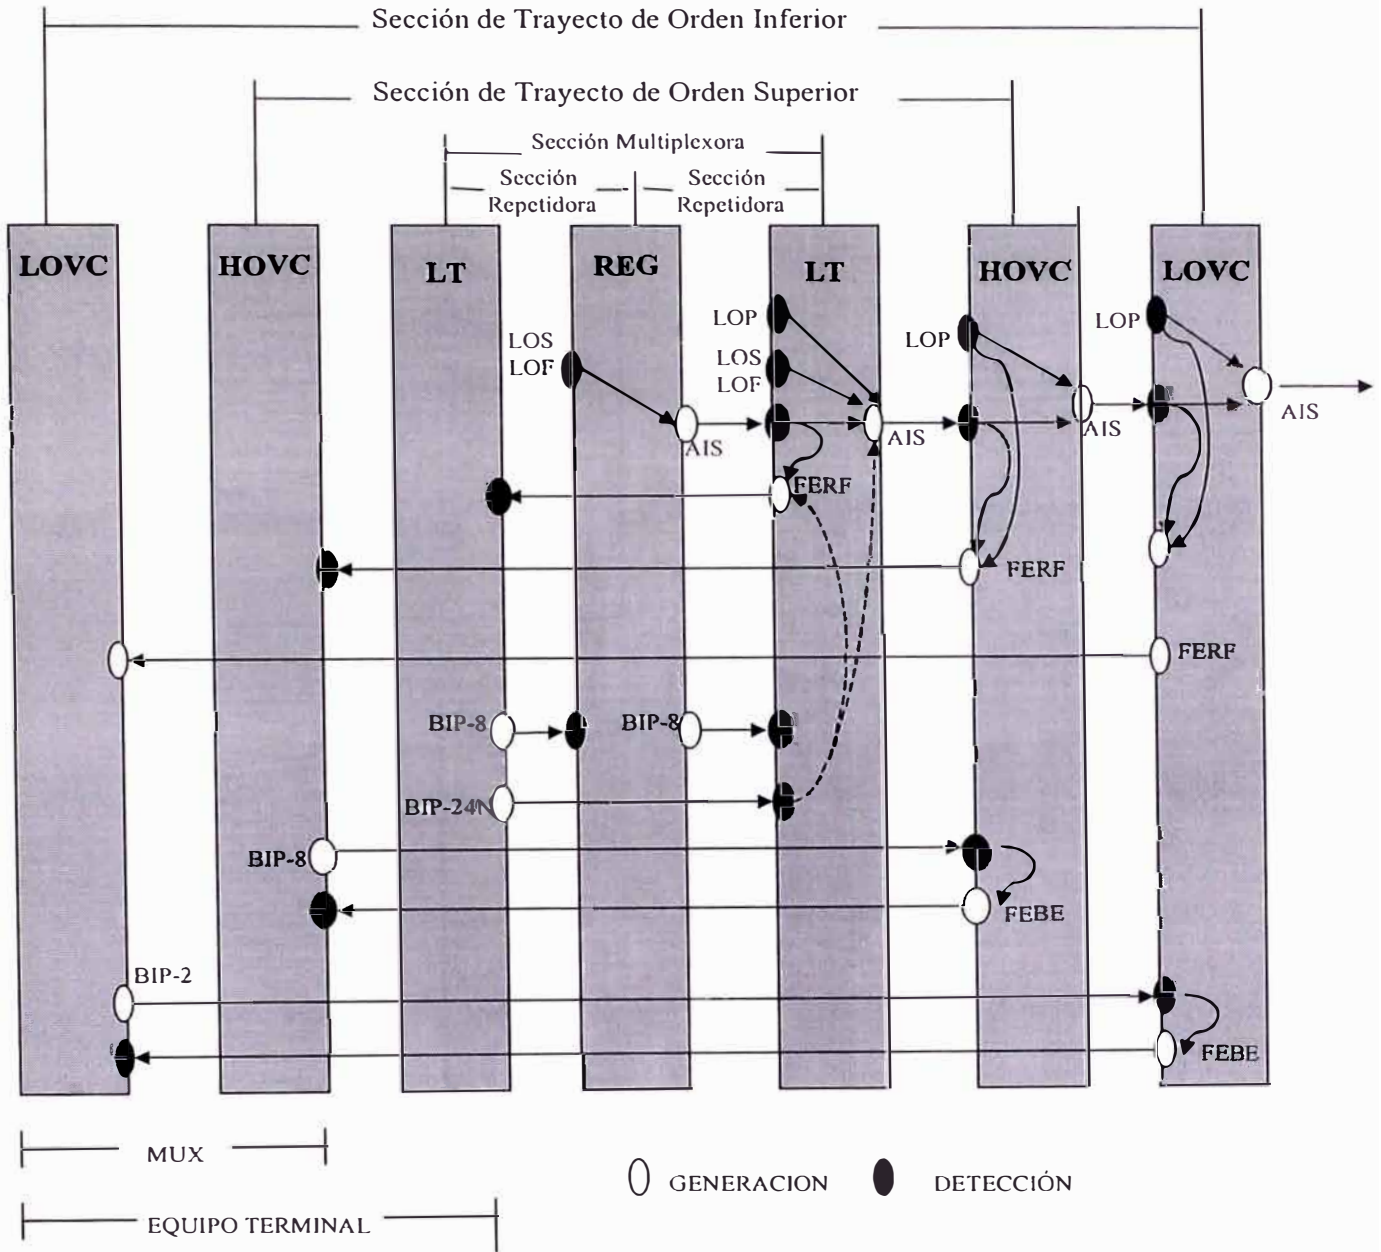 Sección de Trayecto de Orden Inferior
Sección de Trayecto de Orden Superior
Sección Multiplexora
Sección
Repetidora
Sección
Repetidora
LOVC
HOVC
LT
REG
LT
HOVC
LOVC
LOS
LOF
LOP
LOS
LOF
LOP
LOP
AIS
AIS
AIS
AIS
FERF
FERF
FERF
BIP-8
BIP-8
BIP-24N
BIP-8
FEBE
BIP-2
FEBE
MUX
GENERACION
DETECCIÓN
EQUIPO TERMINAL